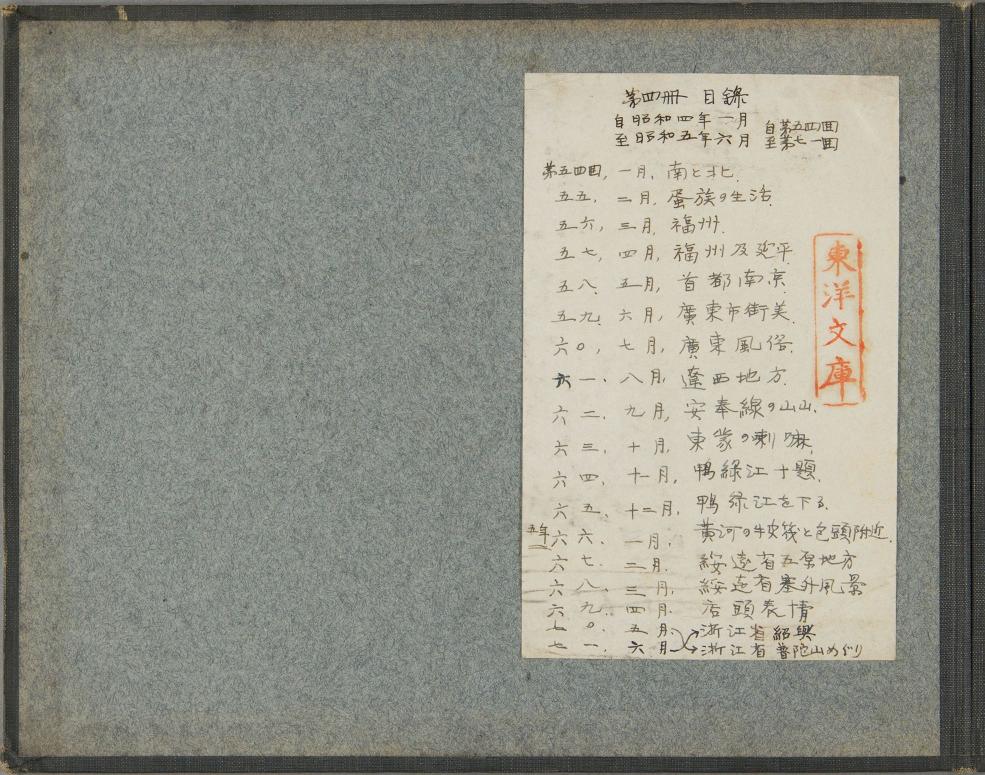 第四冊 目錄
自昭和四年一月
至昭和五年六月
自第五四回
至第七一回
第五四回, 一月, 南と北.
五五, 二月, 蛋族の生活.
五六, 三月, 福州.
五七, 四月, 福州及延平
五八. 五月, 首都南京.
五九. 六月, 廣東市街美.
六〇, 七月, 廣東風俗.
六一. 八月, 遼西地方.
六二. 九月, 安奉線の山山.
六三. 十月, 東蒙の喇嘛.
六四. 十一月, 鴨綠江十題.
六五. 十二月, 鴨綠江を下る.
五年 六六. 一月. 黄河の牛皮筏と包頭附近.
六七. 二月. 綏遠省五原地方
六八. 三月. 綏遠省塞外風景
六九. 四月. 店頭表情
七〇. 五月. 浙江省紹興
七一. 六月 浙江省普陀山めぐり
東洋文庫